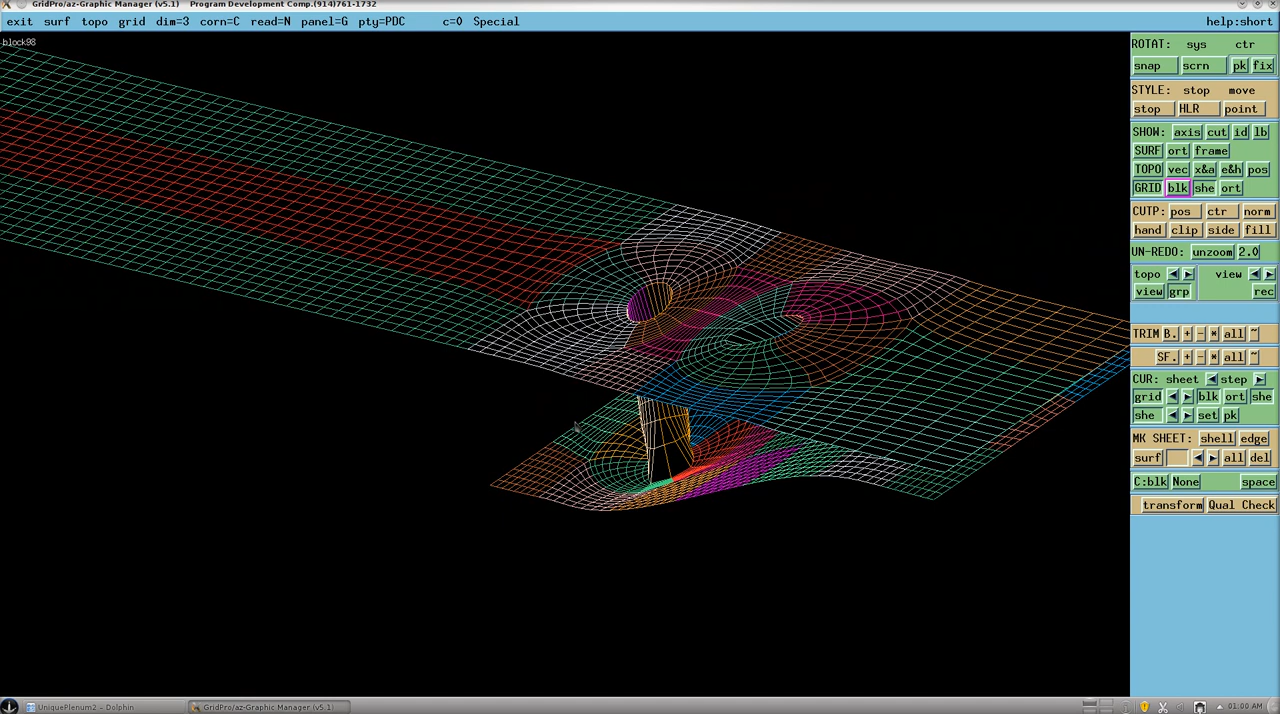 GridPro/az-Graphic Manager (v5.1) Program Development Comp.(914)761-1732
exit surf topo grid dim=3 corn=C read=N panel=G pty=PDC c=0 Special help:short
block98
ROTAT: sys ctr
snap scrn pk fix
STYLE: stop move
stop HLR point
SHOW: axis cut id lb
SURF ort frame
TOPO vec x&a e&h pos
GRID blk she ort
CUTP: pos ctr norm
hand clip side fill
UN-REDO: unzoom 2.0
topo ◀ ▶ view ◀ ▶
view grp rec
TRIM B. + - * all ~
SF. + - * all ~
CUR: sheet ◀ step ▶
grid ◀ ▶ blk ort she
she ◀ ▶ set pk
MK SHEET: shell edge
surf ◀ ▶ all del
C:blk None space
transform Qual Check
UniquePlenum2 – Dolphin GridPro/az-Graphic Manager (v5.1) 01:00 AM